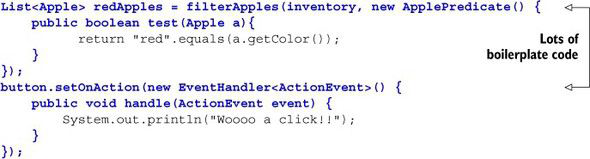 List<Apple> redApples = filterApples(inventory, new ApplePredicate() {
    public boolean test(Apple a){
        return "red".equals(a.getColor());
    }
});
button.setOnAction(new EventHandler<ActionEvent>() {
    public void handle(ActionEvent event) {
        System.out.println("Woooo a click!!");
    }
});
Lots of
boilerplate code